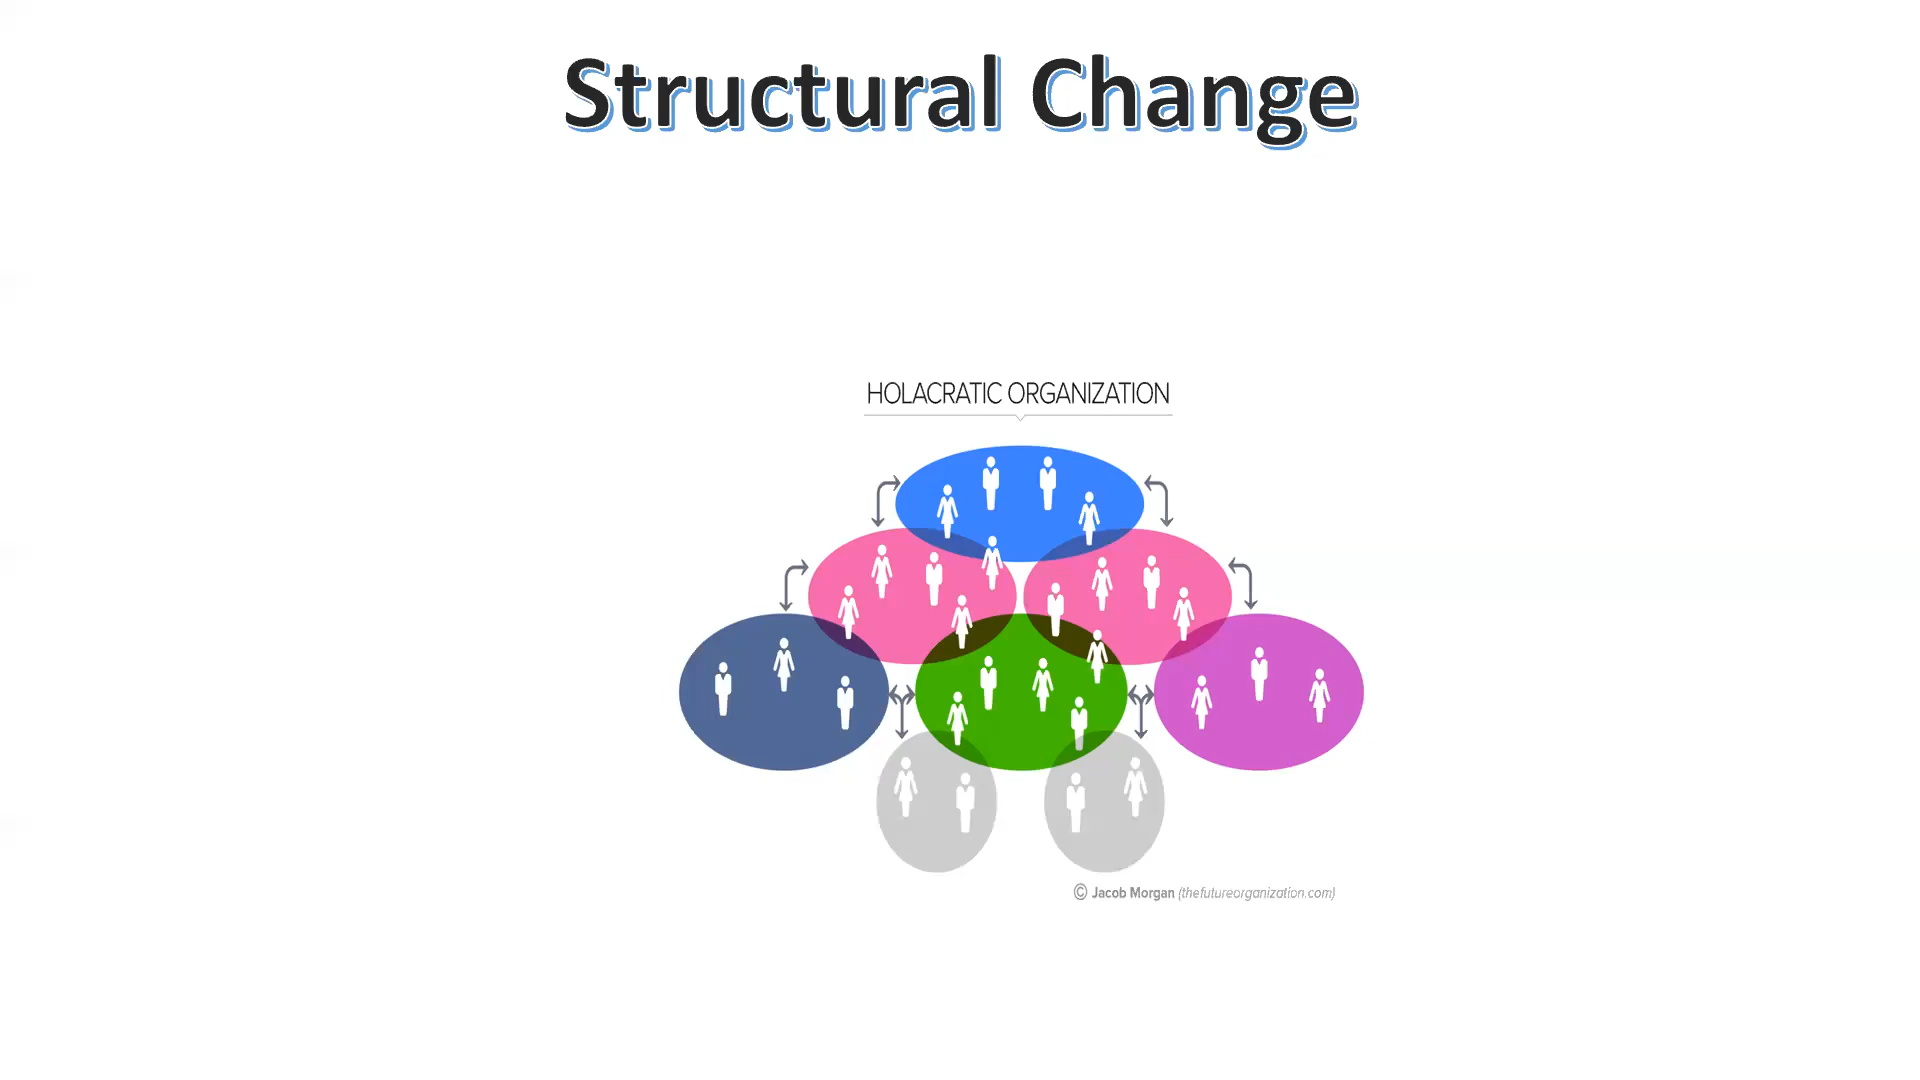 Structural Change
HOLACRATIC ORGANIZATION
© Jacob Morgan (thefutureorganization.com)